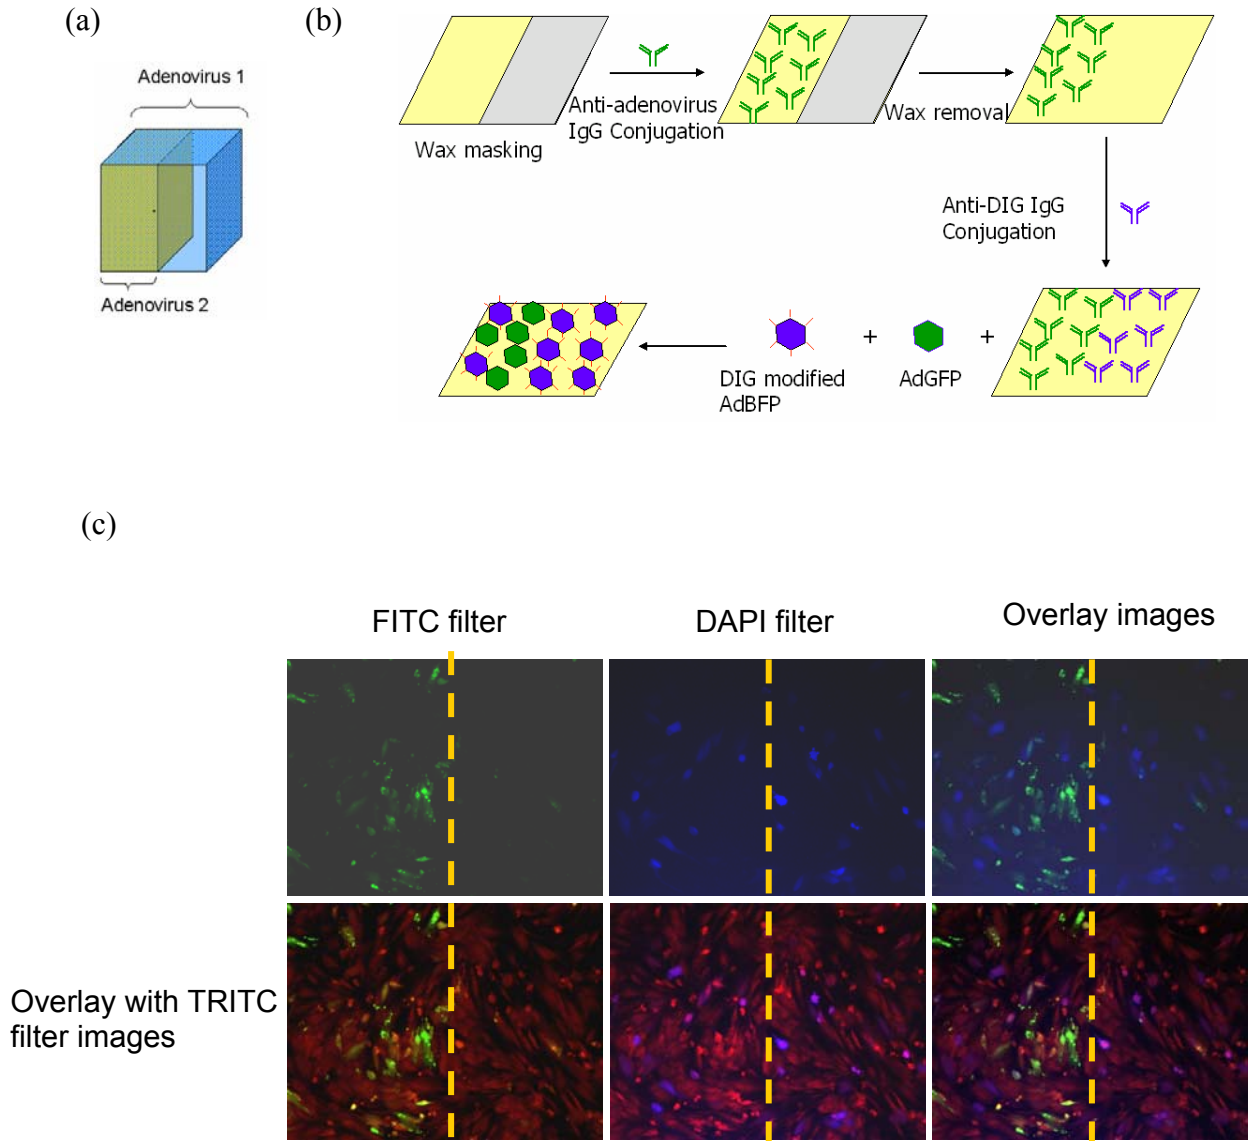 (a)
Adenovirus 1
Adenovirus 2
(b)
Wax masking
Anti-adenovirus
IgG Conjugation
Wax removal
Anti-DIG IgG
Conjugation
DIG modified
AdBFP
+
AdGFP
+
(c)
FITC filter
DAPI filter
Overlay images
Overlay with TRITC
filter images